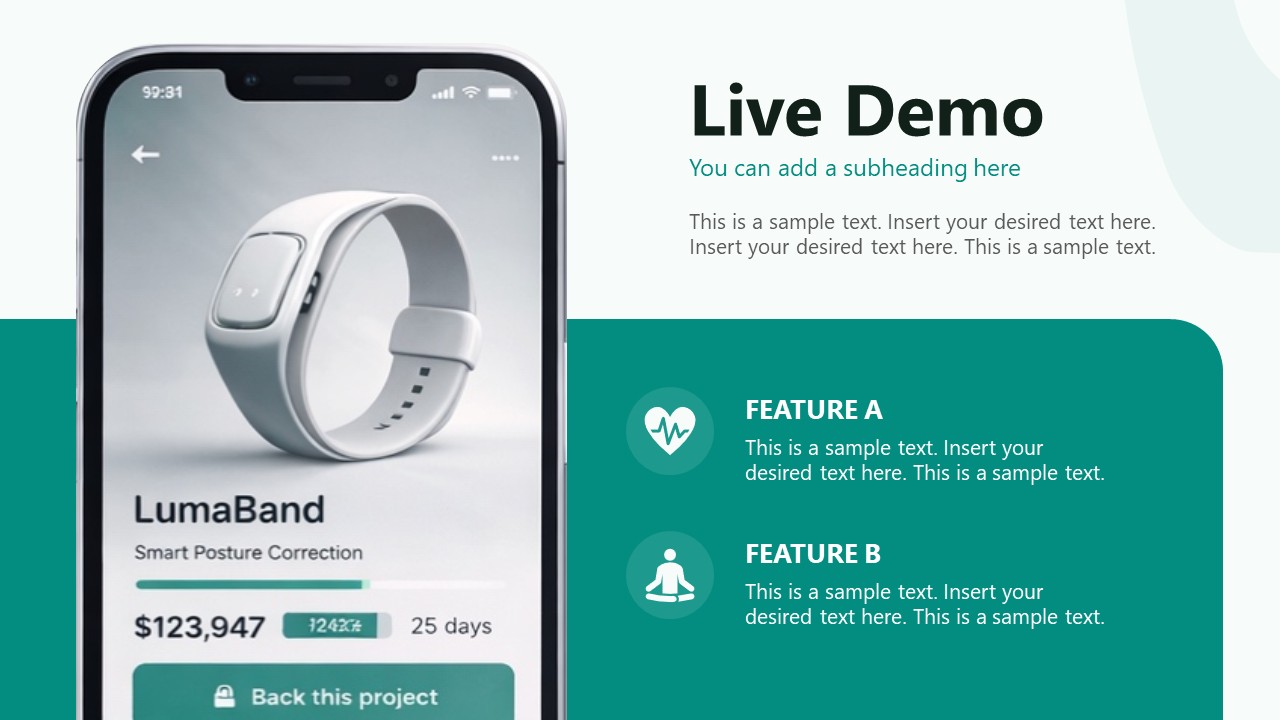 99:31
Live Demo
You can add a subheading here
This is a sample text. Insert your desired text here.
Insert your desired text here. This is a sample text.
FEATURE A
This is a sample text. Insert your
desired text here. This is a sample text.
FEATURE B
This is a sample text. Insert your
desired text here. This is a sample text.
LumaBand
Smart Posture Correction
$123,947
25 days
Back this project